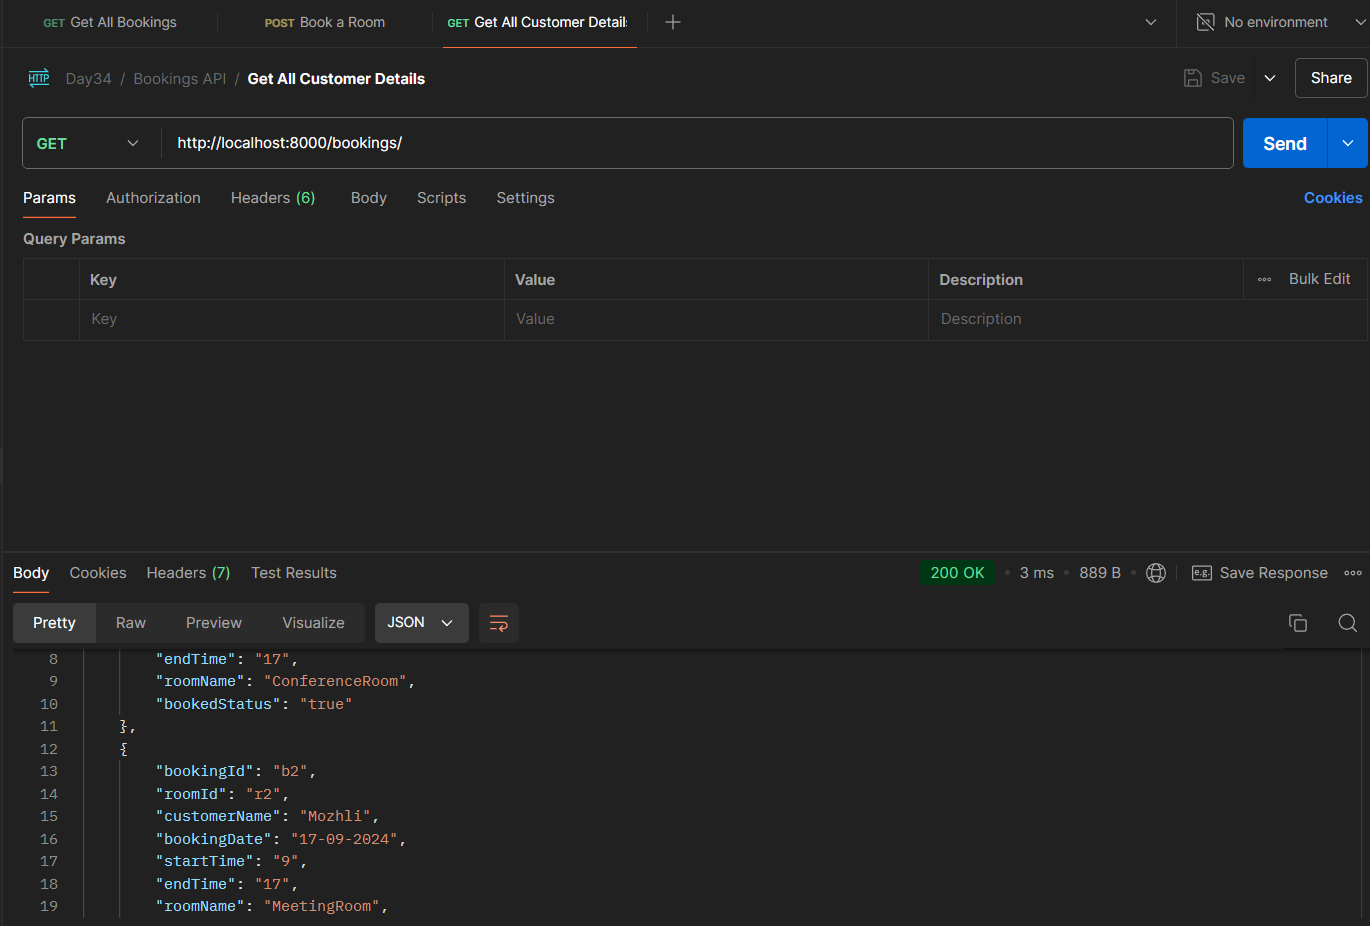 GET Get All Bookings POST Book a Room GET Get All Customer Detail No environment
HTTP Day34 / Bookings API / Get All Customer Details Save Share
GET http://localhost:8000/bookings/ Send
Params Authorization Headers (6) Body Scripts Settings Cookies
Query Params
Key Value Description Bulk Edit
Key Value Description
Body Cookies Headers (7) Test Results 200 OK • 3 ms • 889 B • e.g. Save Response
Pretty Raw Preview Visualize JSON
8 "endTime": "17",
9 "roomName": "ConferenceRoom",
10 "bookedStatus": "true"
11 },
12 {
13 "bookingId": "b2",
14 "roomId": "r2",
15 "customerName": "Mozhli",
16 "bookingDate": "17-09-2024",
17 "startTime": "9",
18 "endTime": "17",
19 "roomName": "MeetingRoom",